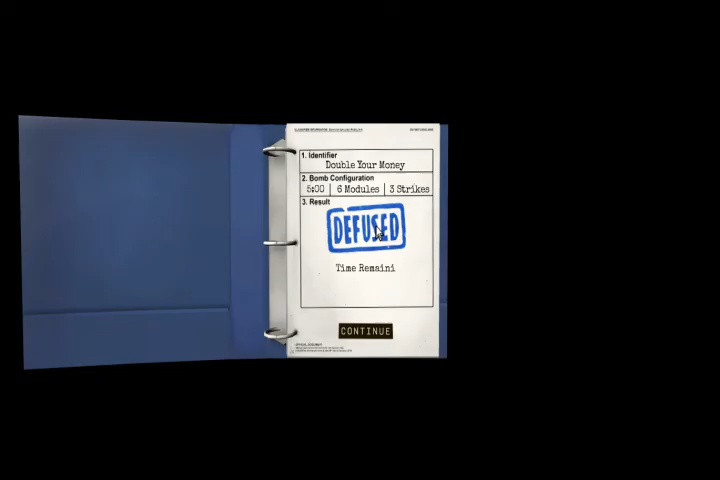 1. Identifier
Double Your Money
2. Bomb Configuration
5:00 6 Modules 3 Strikes
3. Result
DEFUSED
Time Remaini
CONTINUE